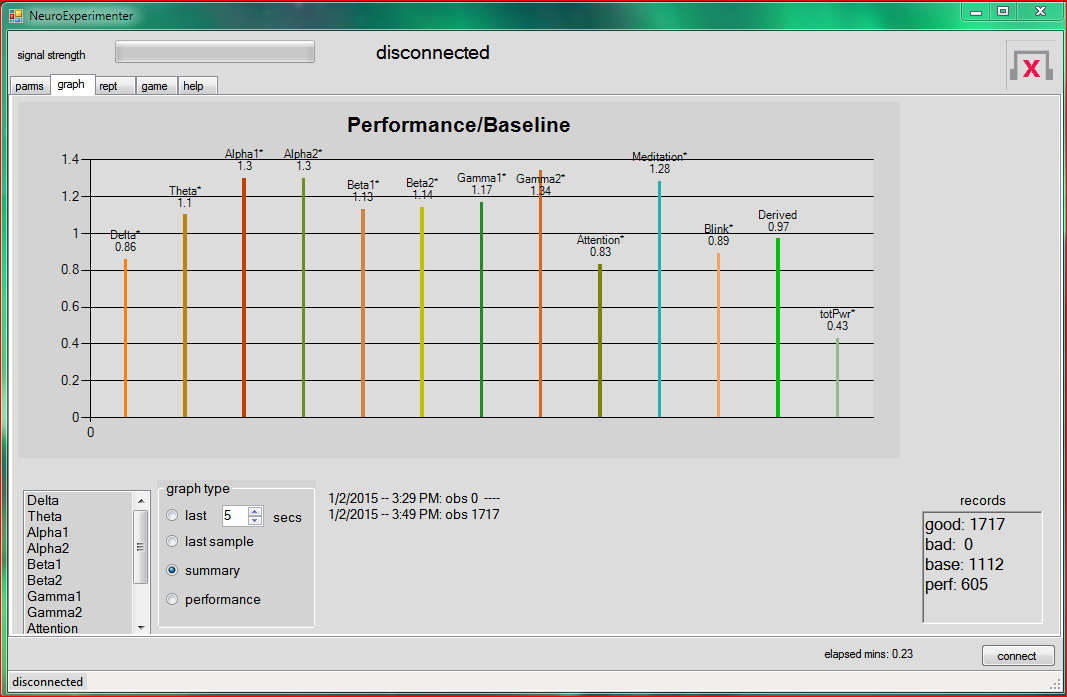 NeuroExperimenter
signal strength
disconnected
X
parms graph rept game help
Performance/Baseline
1.4
1.2
1
0.8
0.6
0.4
0.2
0
0
Delta*
0.86
Theta*
1.1
Alpha1*
1.3
Alpha2*
1.3
Beta1*
1.13
Beta2*
1.14
Gamma1*
1.17
Gamma2*
1.34
Attention*
0.83
Meditation*
1.28
Blink*
0.89
Derived
0.97
totPwr*
0.43
Delta
Theta
Alpha1
Alpha2
Beta1
Beta2
Gamma1
Gamma2
Attention
graph type
last 5 secs
last sample
summary
performance
1/2/2015 -- 3:29 PM: obs 0 ----
1/2/2015 -- 3:49 PM: obs 1717
records
good: 1717
bad: 0
base: 1112
perf: 605
elapsed mins: 0.23
connect
disconnected